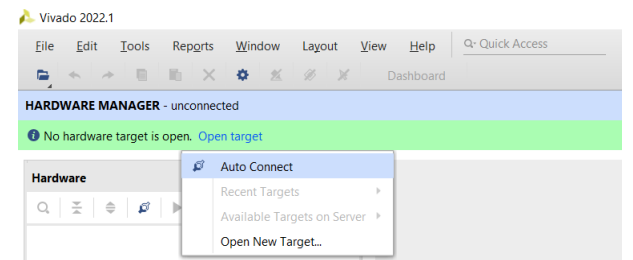 Vivado 2022.1
File Edit Tools Reports Window Layout View Help Quick Access
Dashboard
HARDWARE MANAGER - unconnected
No hardware target is open. Open target
Auto Connect
Hardware
Recent Targets
Available Targets on Server
Open New Target...